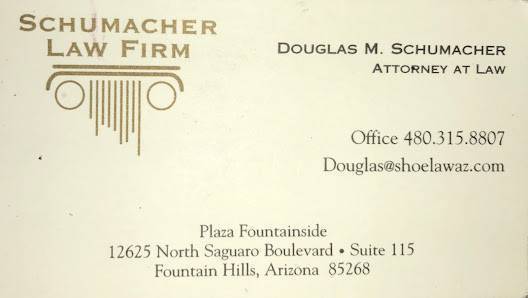 SCHUMACHER
LAW FIRM
DOUGLAS M. SCHUMACHER
ATTORNEY AT LAW
Office 480.315.8807
Douglas@shoelawaz.com
Plaza Fountainside
12625 North Saguaro Boulevard • Suite 115
Fountain Hills, Arizona 85268